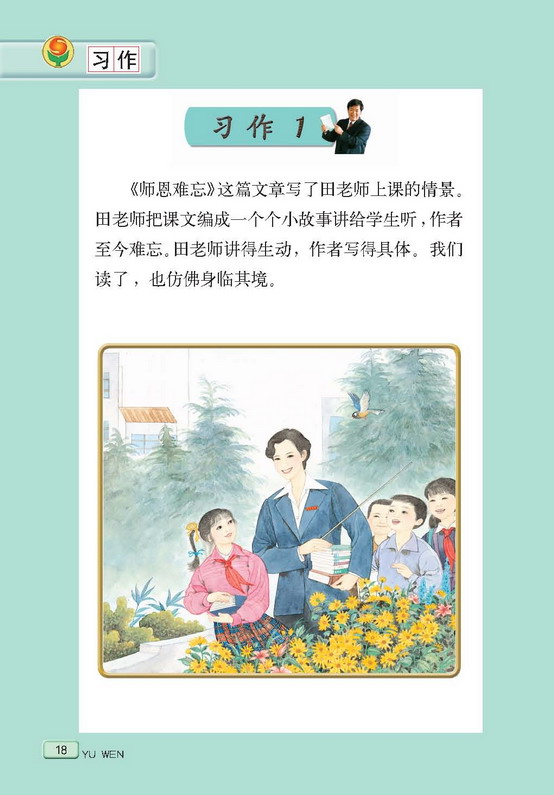 习作
习作 1
《师恩难忘》这篇文章写了田老师上课的情景。
田老师把课文编成一个个小故事讲给学生听，作者
至今难忘。田老师讲得生动，作者写得具体。我们
读了，也仿佛身临其境。
18 YU WEN